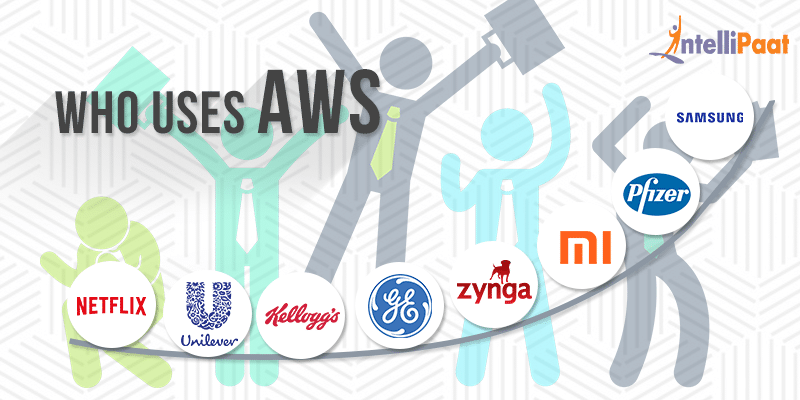 IntelliPaat
WHO USES AWS
SAMSUNG
Pfizer
MI
zynga
GE
Kellogg's
U
Unilever
NETFLIX